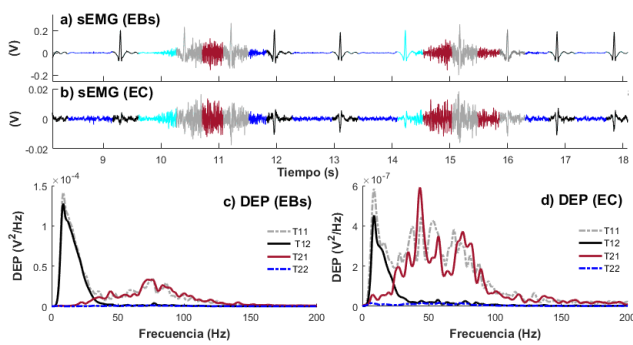 a) sEMG (EBs)
(V)
0.2
0
-0.2
b) sEMG (EC)
(V)
0.02
0
-0.02
9 10 11 12 13 14 15 16 17 18
Tiempo (s)
×10⁻⁴
c) DEP (EBs)
DEP (V²/Hz)
1.5
1
0.5
0
T11
T12
T21
T22
0 50 100 150 200
Frecuencia (Hz)
×10⁻⁷
d) DEP (EC)
DEP (V²/Hz)
6
4
2
0
T11
T12
T21
T22
0 50 100 150 200
Frecuencia (Hz)